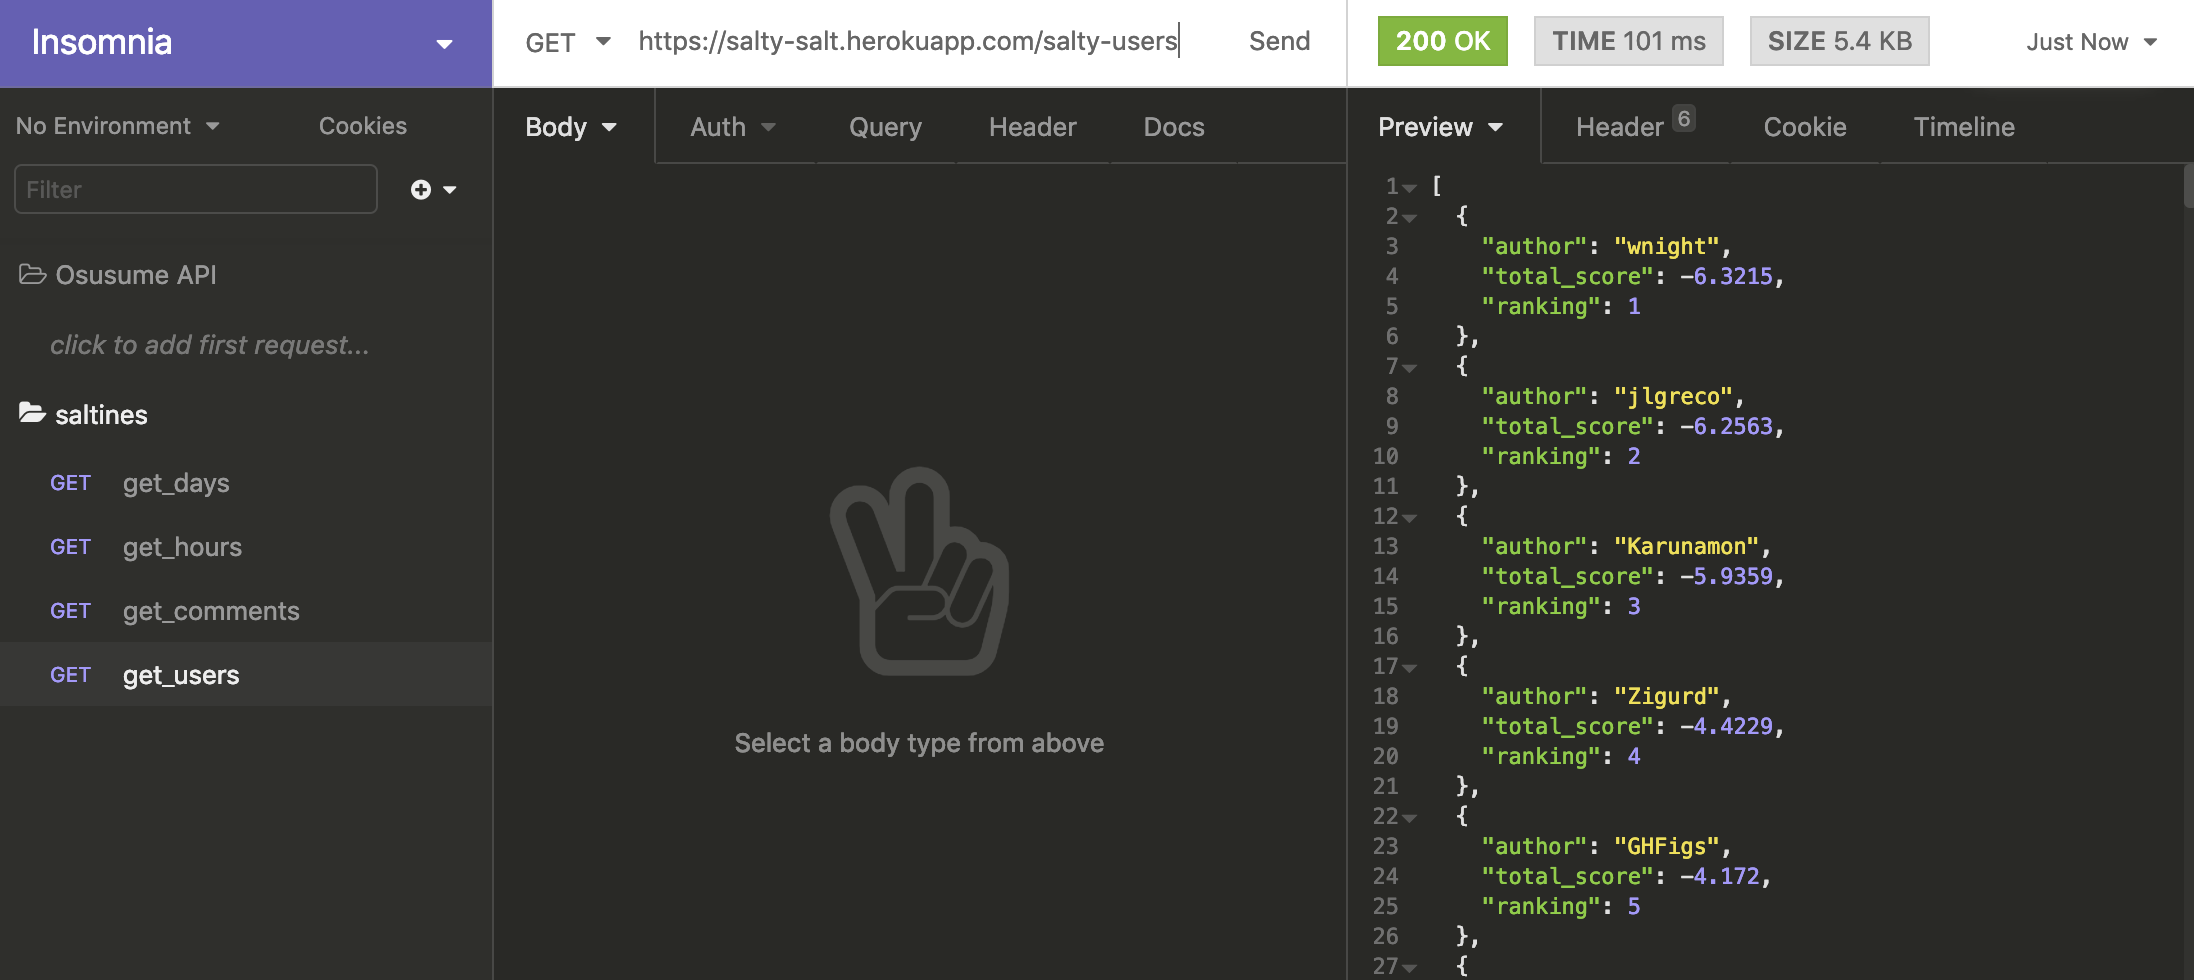 Insomnia
GET https://salty-salt.herokuapp.com/salty-users Send
200 OK TIME 101 ms SIZE 5.4 KB Just Now
No Environment Cookies
Filter
Osusume API
click to add first request...
saltines
GET get_days
GET get_hours
GET get_comments
GET get_users
Body Auth Query Header Docs
Select a body type from above
Preview Header 6 Cookie Timeline
1 [
2 {
3 "author": "wnight",
4 "total_score": -6.3215,
5 "ranking": 1
6 },
7 {
8 "author": "jlgreco",
9 "total_score": -6.2563,
10 "ranking": 2
11 },
12 {
13 "author": "Karunamon",
14 "total_score": -5.9359,
15 "ranking": 3
16 },
17 {
18 "author": "Zigurd",
19 "total_score": -4.4229,
20 "ranking": 4
21 },
22 {
23 "author": "GHFigs",
24 "total_score": -4.172,
25 "ranking": 5
26 },
27 {